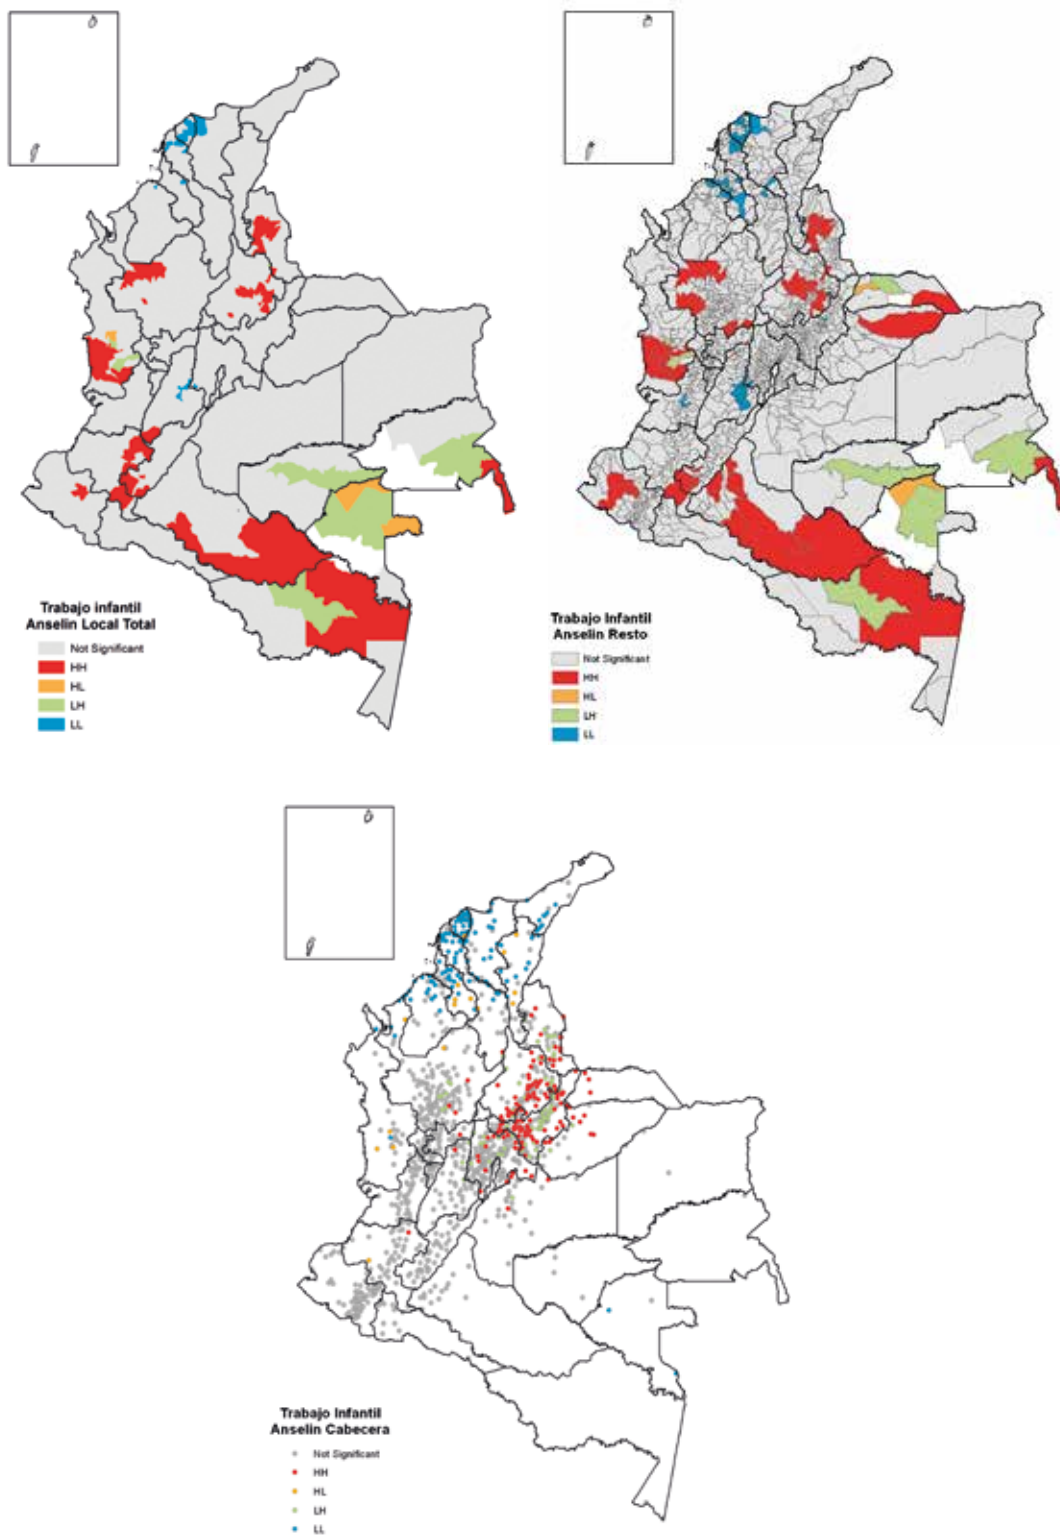 Trabajo infantil
Anselin Local Total
Not Significant
HH
HL
LH
LL
Trabajo Infantil
Anselin Resto
Not Significant
HH
HL
LH
LL
Trabajo Infantil
Anselin Cabecera
Not Significant
HH
HL
LH
LL